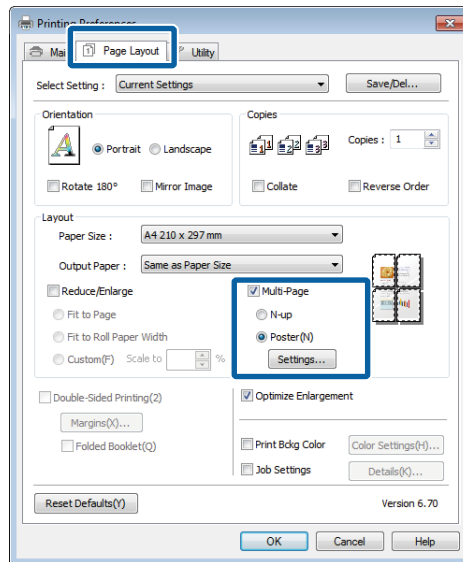 Printing Preferences
Mai
Page Layout
Utility
Select Setting : Current Settings
Save/Del...
Orientation
Portrait
Landscape
Rotate 180°
Mirror Image
Copies
Copies : 1
Collate
Reverse Order
Layout
Paper Size : A4 210 x 297 mm
Output Paper : Same as Paper Size
Reduce/Enlarge
Fit to Page
Fit to Roll Paper Width
Custom(F) Scale to %
Multi-Page
N-up
Poster(N)
Settings...
Double-Sided Printing(2)
Margins(X)...
Folded Booklet(Q)
Optimize Enlargement
Print Bckg Color
Color Settings(H)...
Job Settings
Details(K)...
Reset Defaults(Y)
Version 6.70
OK
Cancel
Help